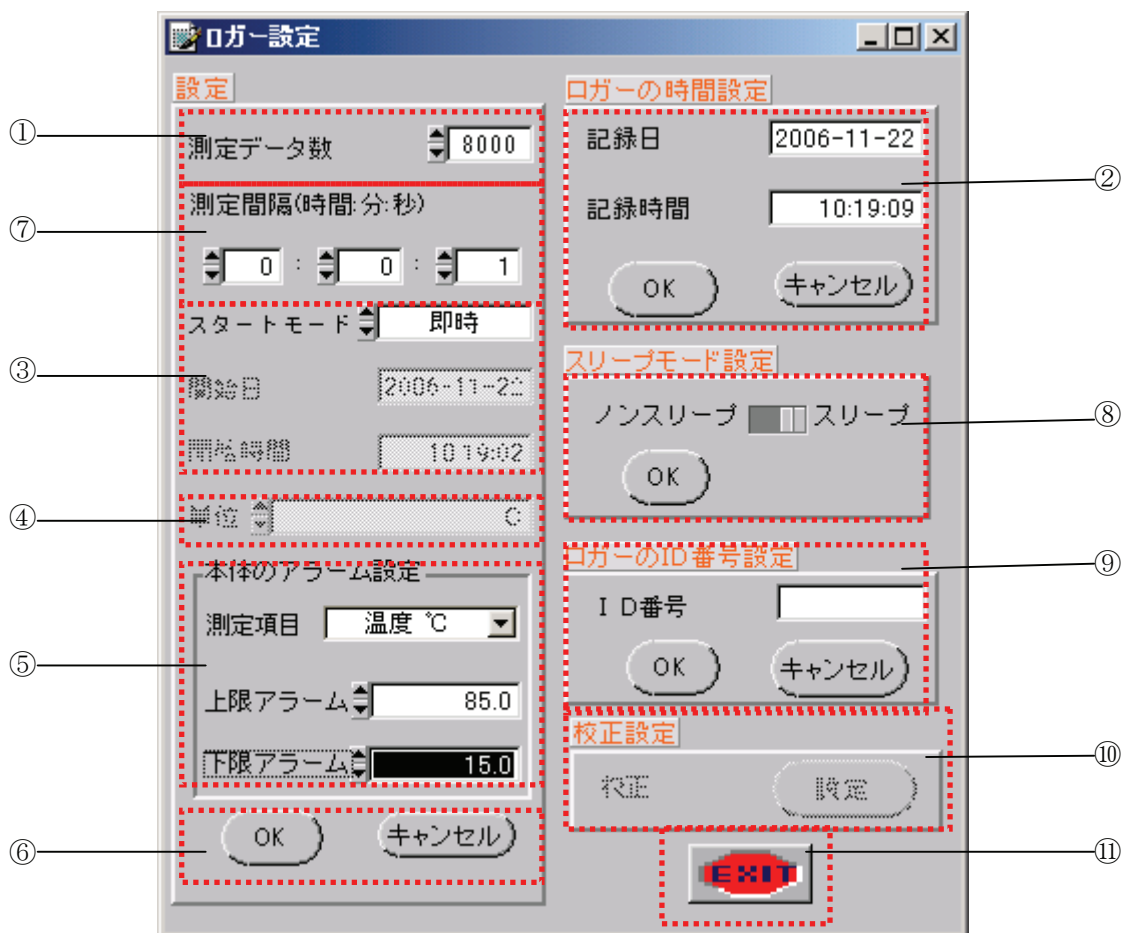 ロガー設定
設定
① 測定データ数 8000
⑦ 測定間隔(時間:分:秒)
0 : 0 : 1
スタートモード 即時
③ 開始日 2006-11-22
開始時間 10:19:02
④ 単位 C
本体のアラーム設定
測定項目 温度 ℃
⑤
上限アラーム 85.0
下限アラーム 15.0
⑥ OK キャンセル
ロガーの時間設定
記録日 2006-11-22
②
記録時間 10:19:09
OK キャンセル
スリープモード設定
ノンスリープ スリープ ⑧
OK
ロガーのID番号設定 ⑨
ID番号
OK キャンセル
校正設定
校正 設定 ⑩
EXIT ⑪